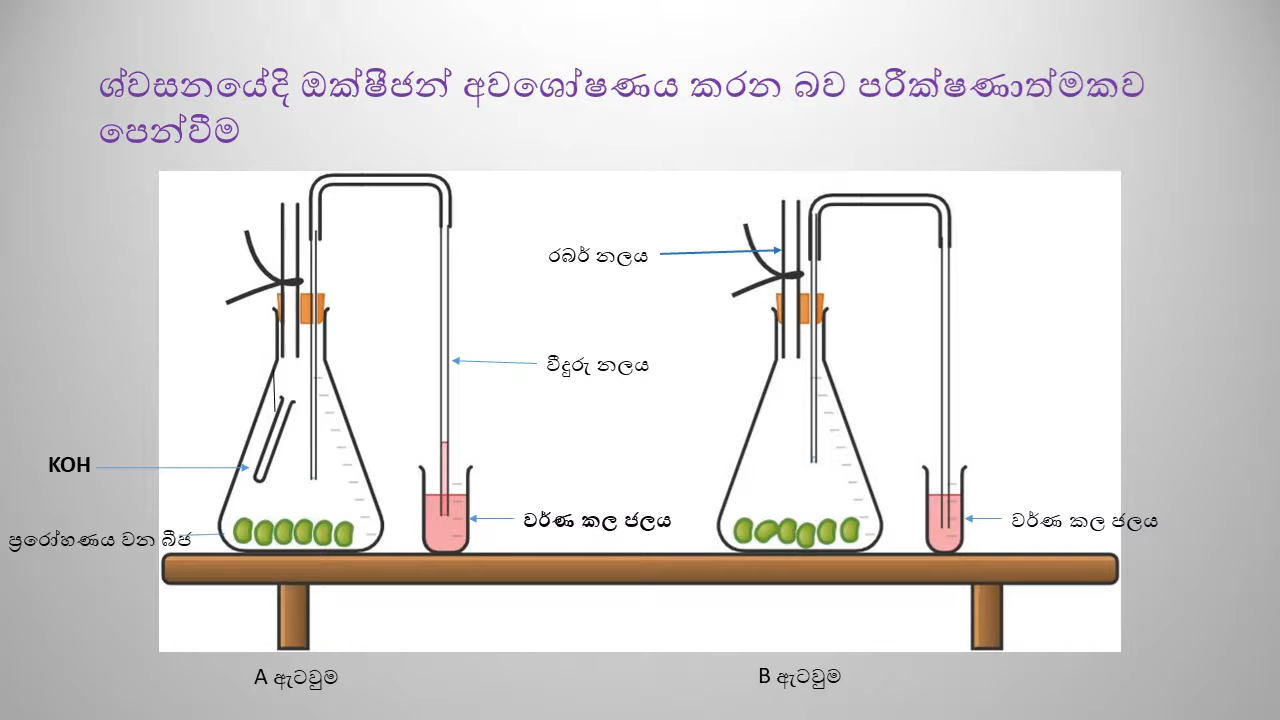 ශ්වසනයේදි ඔක්ෂීජන් අවශෝෂණය කරන බව පරීක්ෂණාත්මකව
පෙන්වීම
රබර් නලය
වීදුරු නලය
KOH
වර්ණ කල ජලය
වර්ණ කල ජලය
ප්‍රරෝහණය වන බීජ
A ඇටවුම
B ඇටවුම